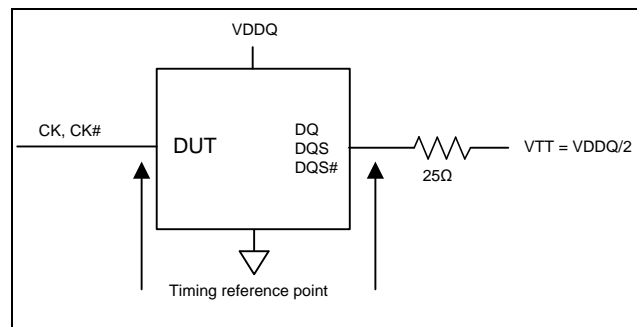 VDDQ
CK, CK#
DUT
DQ
DQS
DQS#
VTT = VDDQ/2
25Ω
Timing reference point